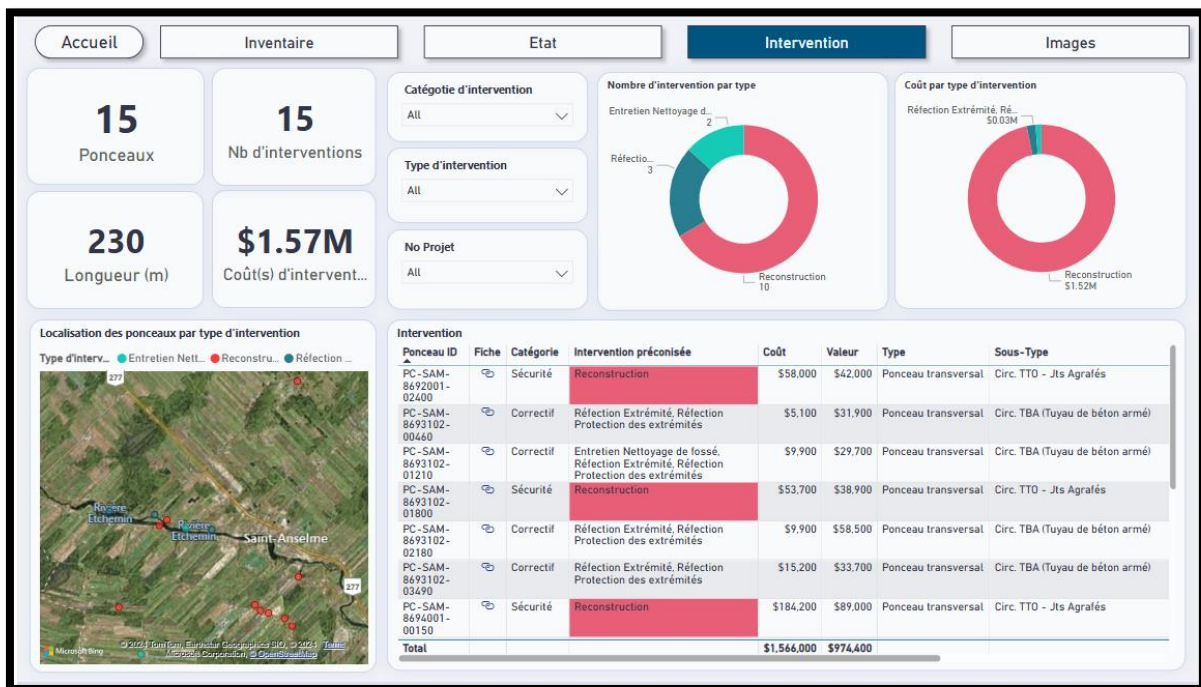 Accueil
Inventaire
Etat
Intervention
Images
15
Ponceaux
15
Nb d'interventions
230
Longueur (m)
$1.57M
Coût(s) d'intervent...
Catégotie d'intervention
All
Type d'intervention
All
No Projet
All
Nombre d'intervention par type
Entretien Nettoyage d...
2
Réfectio...
3
Reconstruction
10
Coût par type d'intervention
Réfection Extrémité, Ré...
$0.03M
Reconstruction
$1.52M
Localisation des ponceaux par type d'intervention
Type d'interv... Entretien Nett... Reconstru... Réfection ...
277
Rivière
Etchemin
Rivière
Etchemin
Saint-Anselme
277
Microsoft Bing
© 2024 TomTom, Earthstar Geographics SIO, © 2024 Terms
Microsoft Corporation, © OpenStreetMap
Intervention
Ponceau ID Fiche Catégorie Intervention préconisée Coût Valeur Type Sous-Type
PC-SAM- Sécurité Reconstruction $58,000 $42,000 Ponceau transversal Circ. TTO - Jts Agrafés
8692001-
02400
PC-SAM- Correctif Réfection Extrémité, Réfection $5,100 $31,900 Ponceau transversal Circ. TBA (Tuyau de béton armé)
8693102- Protection des extrémités
00460
PC-SAM- Correctif Entretien Nettoyage de fossé, $9,900 $29,700 Ponceau transversal Circ. TBA (Tuyau de béton armé)
8693102- Réfection Extrémité, Réfection
01210 Protection des extrémités
PC-SAM- Sécurité Reconstruction $53,700 $38,900 Ponceau transversal Circ. TTO - Jts Agrafés
8693102-
01800
PC-SAM- Correctif Réfection Extrémité, Réfection $9,900 $58,500 Ponceau transversal Circ. TBA (Tuyau de béton armé)
8693102- Protection des extrémités
02180
PC-SAM- Correctif Réfection Extrémité, Réfection $15,200 $33,700 Ponceau transversal Circ. TBA (Tuyau de béton armé)
8693102- Protection des extrémités
03490
PC-SAM- Sécurité Reconstruction $184,200 $89,000 Ponceau transversal Circ. TTO - Jts Agrafés
8694001-
00150
Total $1,566,000 $974,400